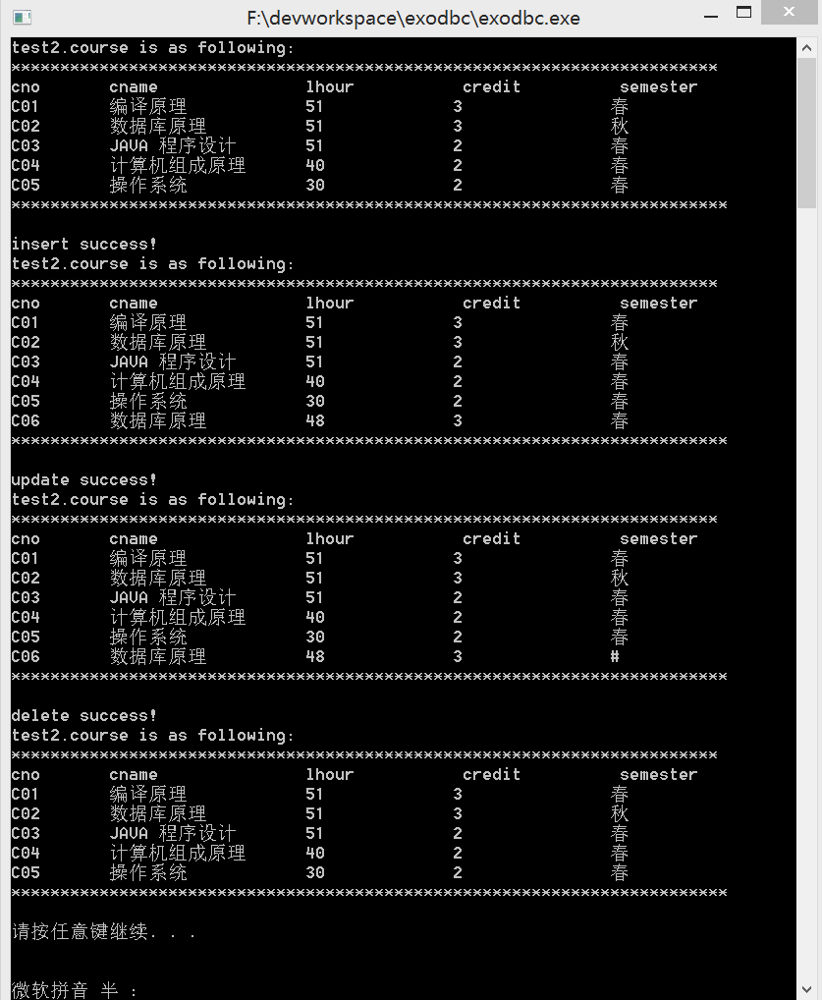 F:\devworkspace\exodbc\exodbc.exe
test2.course is as following:
************************************************************************
cno cname lhour credit semester
C01 编译原理 51 3 春
C02 数据库原理 51 3 秋
C03 JAVA 程序设计 51 2 春
C04 计算机组成原理 40 2 春
C05 操作系统 30 2 春
*************************************************************************
insert success!
test2.course is as following:
************************************************************************
cno cname lhour credit semester
C01 编译原理 51 3 春
C02 数据库原理 51 3 秋
C03 JAVA 程序设计 51 2 春
C04 计算机组成原理 40 2 春
C05 操作系统 30 2 春
C06 数据库原理 48 3 春
*************************************************************************
update success!
test2.course is as following:
************************************************************************
cno cname lhour credit semester
C01 编译原理 51 3 春
C02 数据库原理 51 3 秋
C03 JAVA 程序设计 51 2 春
C04 计算机组成原理 40 2 春
C05 操作系统 30 2 春
C06 数据库原理 48 3 #
*************************************************************************
delete success!
test2.course is as following:
************************************************************************
cno cname lhour credit semester
C01 编译原理 51 3 春
C02 数据库原理 51 3 秋
C03 JAVA 程序设计 51 2 春
C04 计算机组成原理 40 2 春
C05 操作系统 30 2 春
*************************************************************************
请按任意键继续. . .
微软拼音 半 :